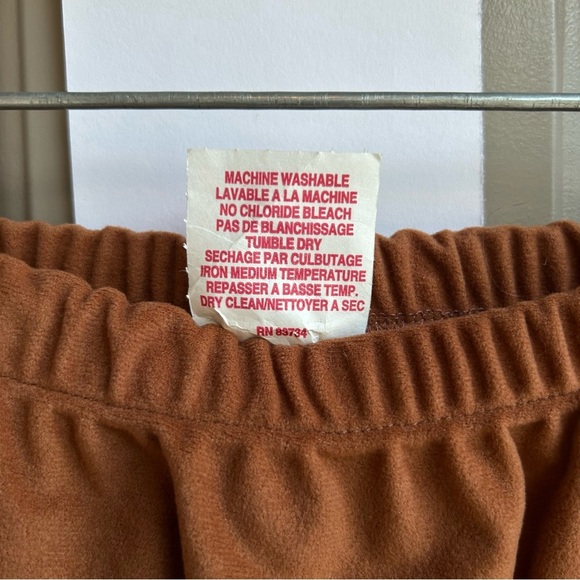 MACHINE WASHABLE
LAVABLE A LA MACHINE
NO CHLORIDE BLEACH
PAS DE BLANCHISSAGE
TUMBLE DRY
SECHAGE PAR CULBUTAGE
IRON MEDIUM TEMPERATURE
REPASSER A BASSE TEMP.
DRY CLEAN/NETTOYER A SEC
RN 83734